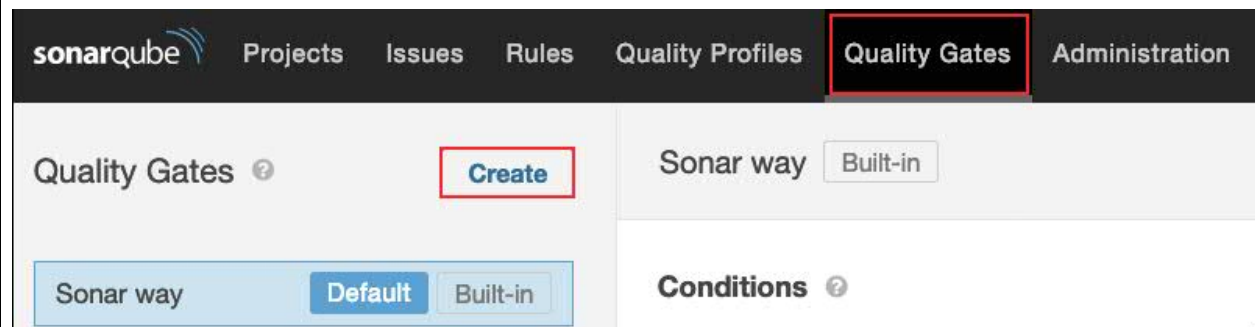 sonarqube Projects Issues Rules Quality Profiles Quality Gates Administration
Quality Gates ? Create
Sonar way Default Built-in
Sonar way Built-in
Conditions ?